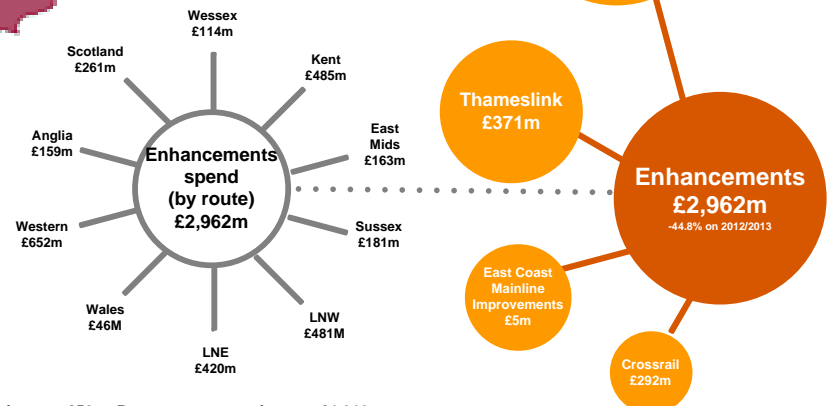 Wessex
£114m
Scotland
£261m
Kent
£485m
Anglia
£159m
East
Mids
£163m
Enhancements
spend
(by route)
£2,962m
Western
£652m
Sussex
£181m
Wales
£46M
LNW
£481M
LNE
£420m
Thameslink
£371m
Enhancements
£2,962m
-44.8% on 2012/2013
East Coast
Mainline
Improvements
£5m
Crossrail
£292m